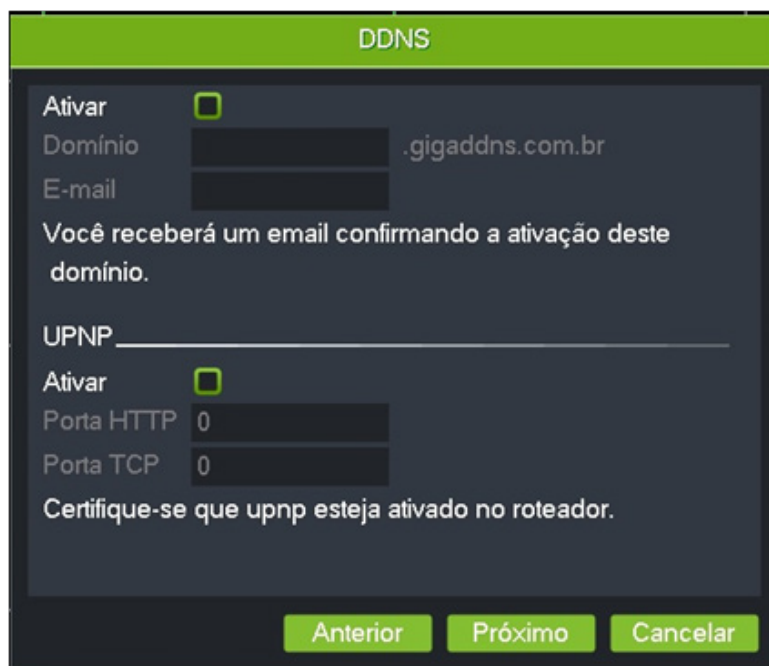 DDNS
Ativar
Domínio .gigaddns.com.br
E-mail
Você receberá um email confirmando a ativação deste
domínio.
UPNP
Ativar
Porta HTTP 0
Porta TCP 0
Certifique-se que upnp esteja ativado no roteador.
Anterior Próximo Cancelar